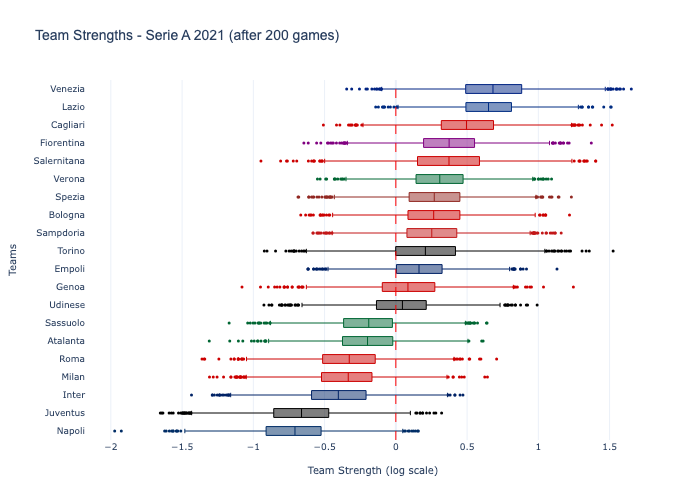 Team Strengths - Serie A 2021 (after 200 games)
Venezia
Lazio
Cagliari
Fiorentina
Salernitana
Verona
Spezia
Bologna
Sampdoria
Torino
Empoli
Genoa
Udinese
Sassuolo
Atalanta
Roma
Milan
Inter
Juventus
Napoli
Teams
−2 −1.5 −1 −0.5 0 0.5 1 1.5
Team Strength (log scale)